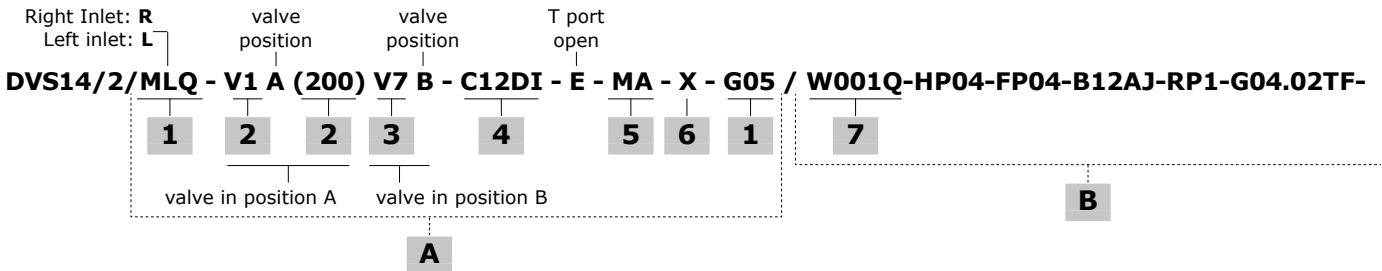 Right Inlet: R
Left inlet: L
valve
position
valve
position
T port
open
DVS14/2/MLQ - V1 A (200) V7 B - C12DI - E - MA - X - G05 / W001Q-HP04-FP04-B12AJ-RP1-G04.02TF-
1 2 2 3 4 5 6 1 7
valve in position A valve in position B
B
A